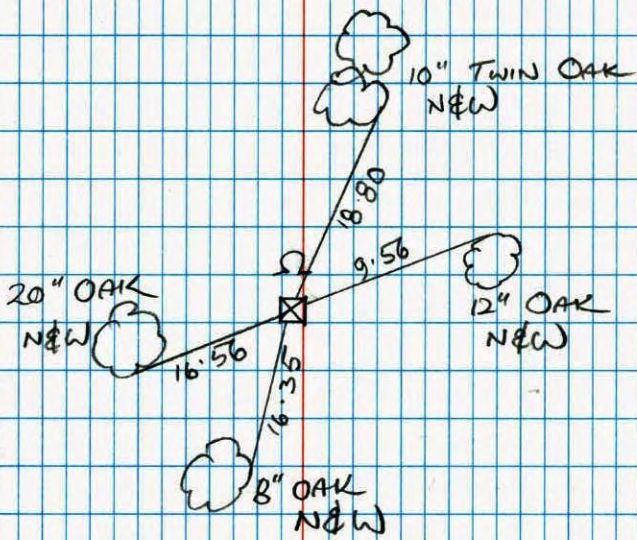 10" TWIN OAK
N&W
18.80
Ω
9.56
20" OAK
N&W
12" OAK
N&W
16.56
16.35
8" OAK
N&W